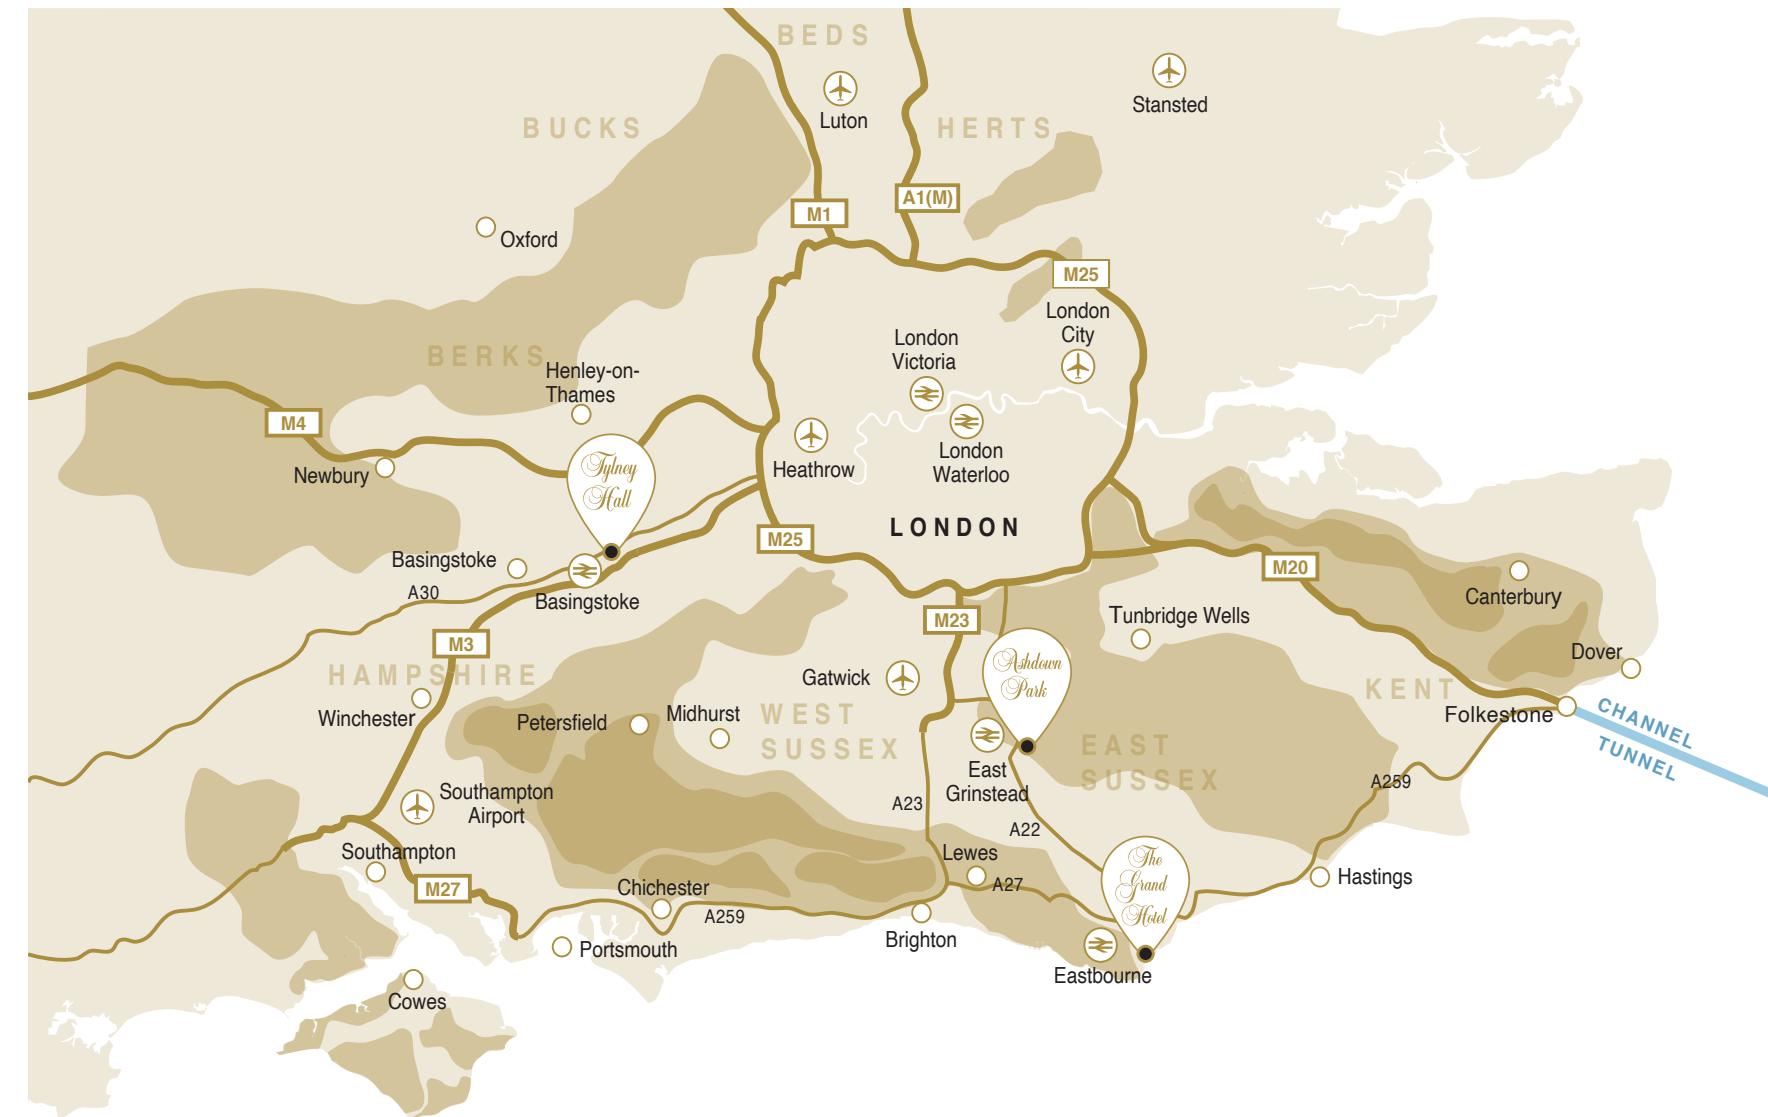 BEDS
Luton
Stansted
BUCKS
HERTS
A1(M)
M1
Oxford
M25
London
City
London
Victoria
BERKS
Henley-on-
Thames
M4
Newbury
Tylney
Hall
Heathrow
London
Waterloo
LONDON
M25
Basingstoke
A30
Basingstoke
M20
Canterbury
M23
Tunbridge Wells
M3
HAMPSHIRE
Winchester
Gatwick
Ashdown
Park
Dover
KENT
Petersfield
Midhurst
WEST
SUSSEX
Folkestone
CHANNEL
TUNNEL
EAST
SUSSEX
East
Grinstead
A259
Southampton
Airport
A23
A22
Southampton
M27
Chichester
A259
Lewes
A27
The
Grand
Hotel
Hastings
Portsmouth
Brighton
Eastbourne
Cowes